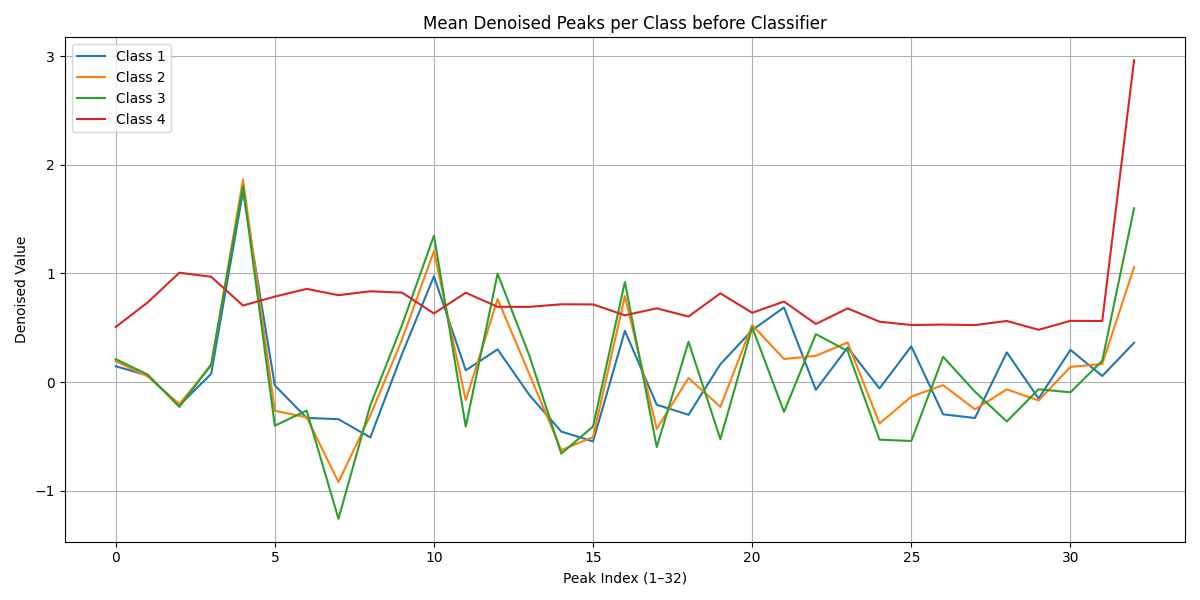 Mean Denoised Peaks per Class before Classifier
Class 1
Class 2
Class 3
Class 4
Denoised Value
3
2
1
0
−1
0 5 10 15 20 25 30
Peak Index (1–32)